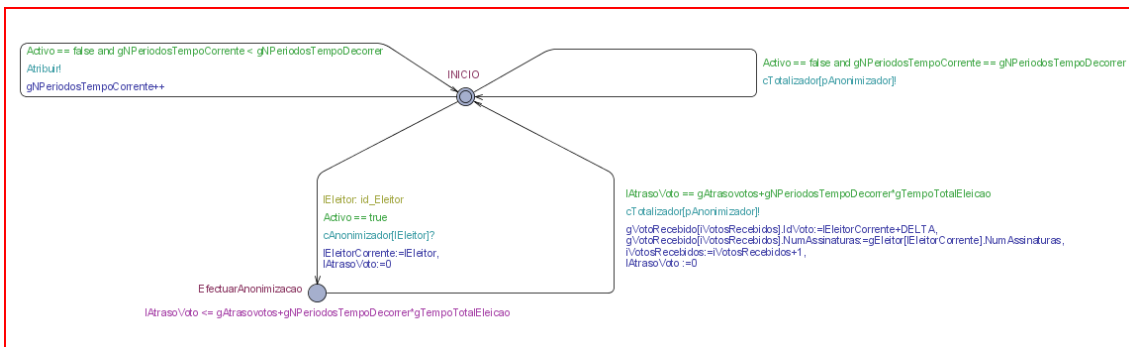 Activo == false and gNPeriodosTempoCorrente < gNPeriodosTempoDecorrer
Atribuir!
gNPeriodosTempoCorrente++
INICIO
Activo == false and gNPeriodosTempoCorrente == gNPeriodosTempoDecorrer
cTotalizador[pAnonimizador]!
lEleitor: id_Eleitor
Activo == true
cAnonimizador[lEleitor]?
lEleitorCorrente:=lEleitor,
lAtrasoVoto:=0
lAtrasoVoto == gAtrasovotos+gNPeriodosTempoDecorrer*gTempoTotalEleicao
cTotalizador[pAnonimizador]!
gVotoRecebido[iVotosRecebidos].IdVoto:=lEleitorCorrente+DELTA,
gVotoRecebido[iVotosRecebidos].NumAssinaturas:=gEleitor[lEleitorCorrente].NumAssinaturas,
iVotosRecebidos:=iVotosRecebidos+1,
lAtrasoVoto :=0
EfectuarAnonimizacao
lAtrasoVoto <= gAtrasovotos+gNPeriodosTempoDecorrer*gTempoTotalEleicao